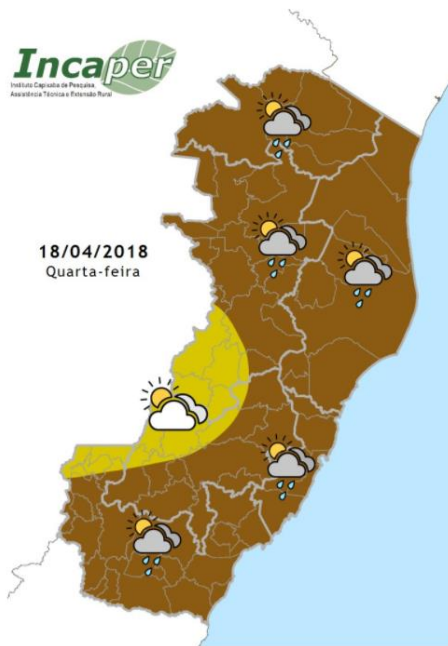 Incaper
Instituto Capixaba de Pesquisa,
Assistência Técnica e Extensão Rural
18/04/2018
Quarta-feira